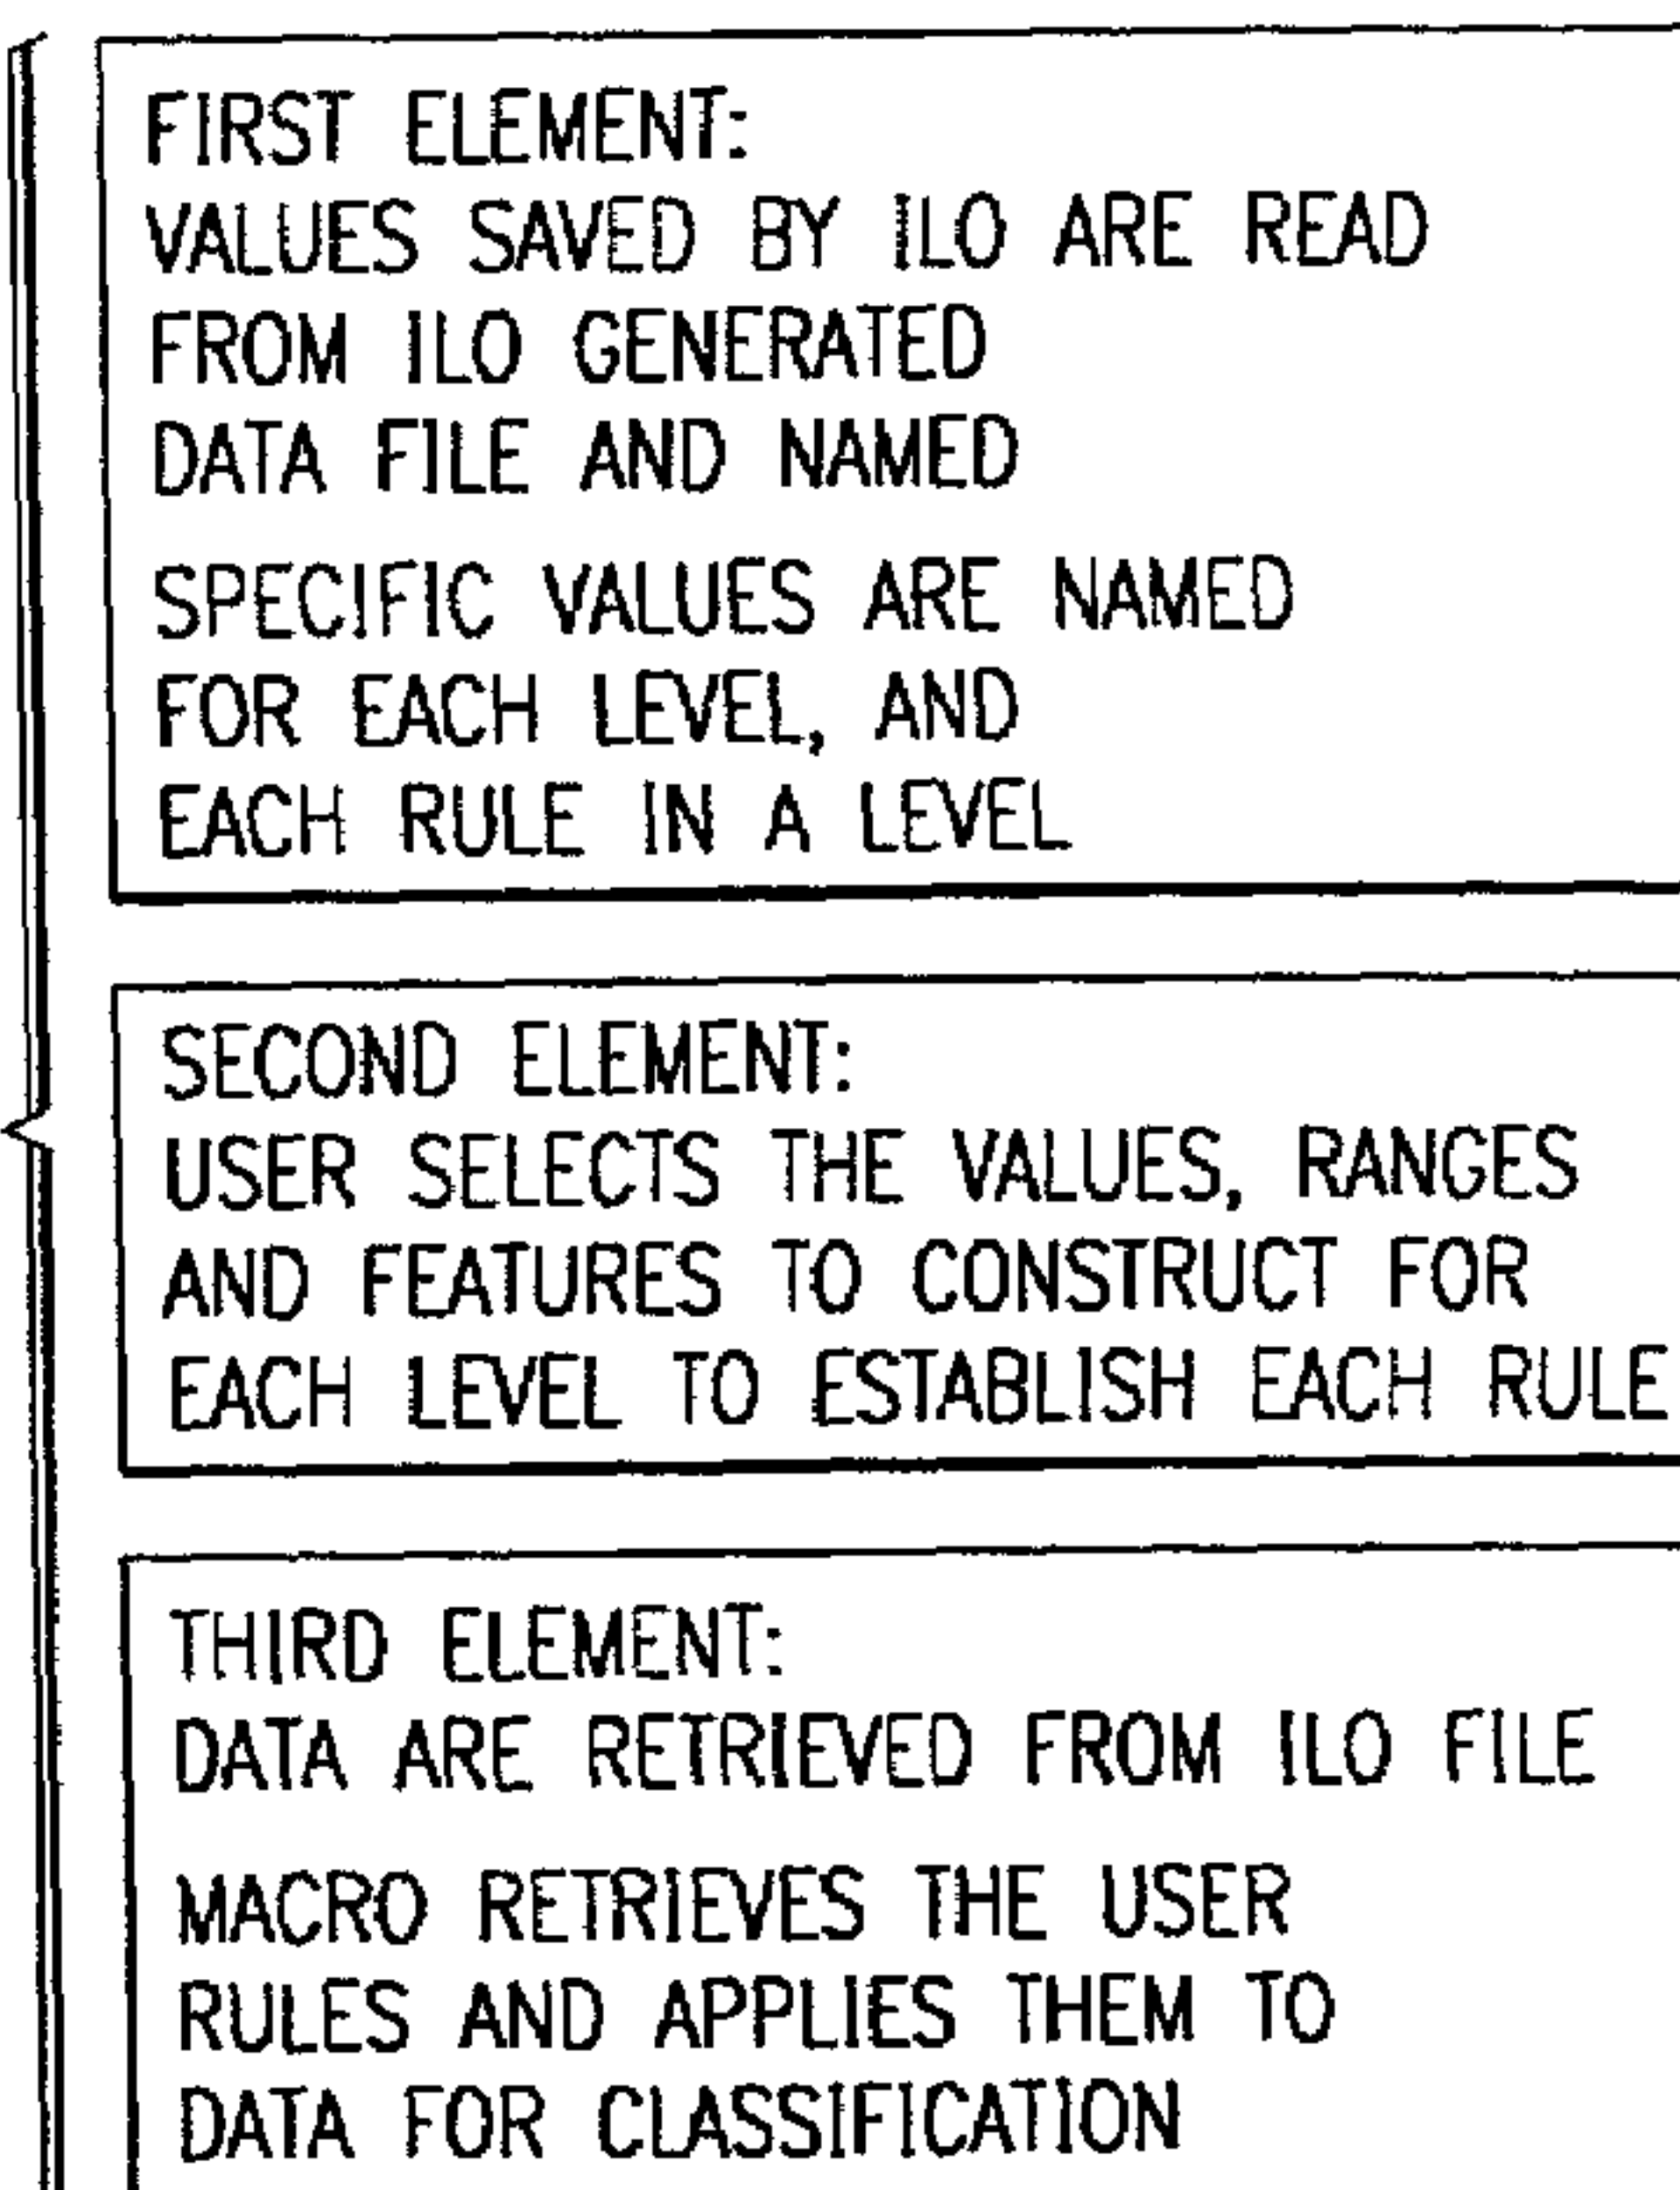 FIRST ELEMENT:
VALUES SAVED BY ILO ARE READ
FROM ILO GENERATED
DATA FILE AND NAMED
SPECIFIC VALUES ARE NAMED
FOR EACH LEVEL, AND
EACH RULE IN A LEVEL
SECOND ELEMENT:
USER SELECTS THE VALUES, RANGES
AND FEATURES TO CONSTRUCT FOR
EACH LEVEL TO ESTABLISH EACH RULE
THIRD ELEMENT:
DATA ARE RETRIEVED FROM ILO FILE
MACRO RETRIEVES THE USER
RULES AND APPLIES THEM TO
DATA FOR CLASSIFICATION